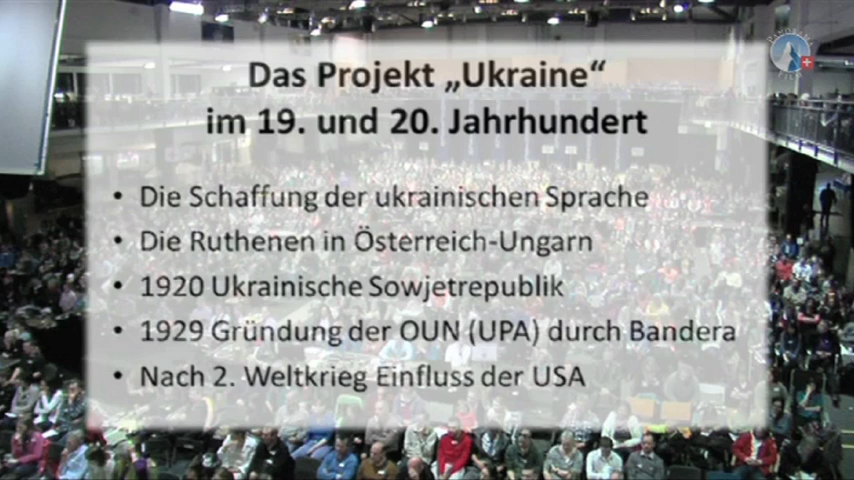 Das Projekt „Ukraine“
im 19. und 20. Jahrhundert
• Die Schaffung der ukrainischen Sprache
• Die Ruthenen in Österreich-Ungarn
• 1920 Ukrainische Sowjetrepublik
• 1929 Gründung der OUN (UPA) durch Bandera
• Nach 2. Weltkrieg Einfluss der USA